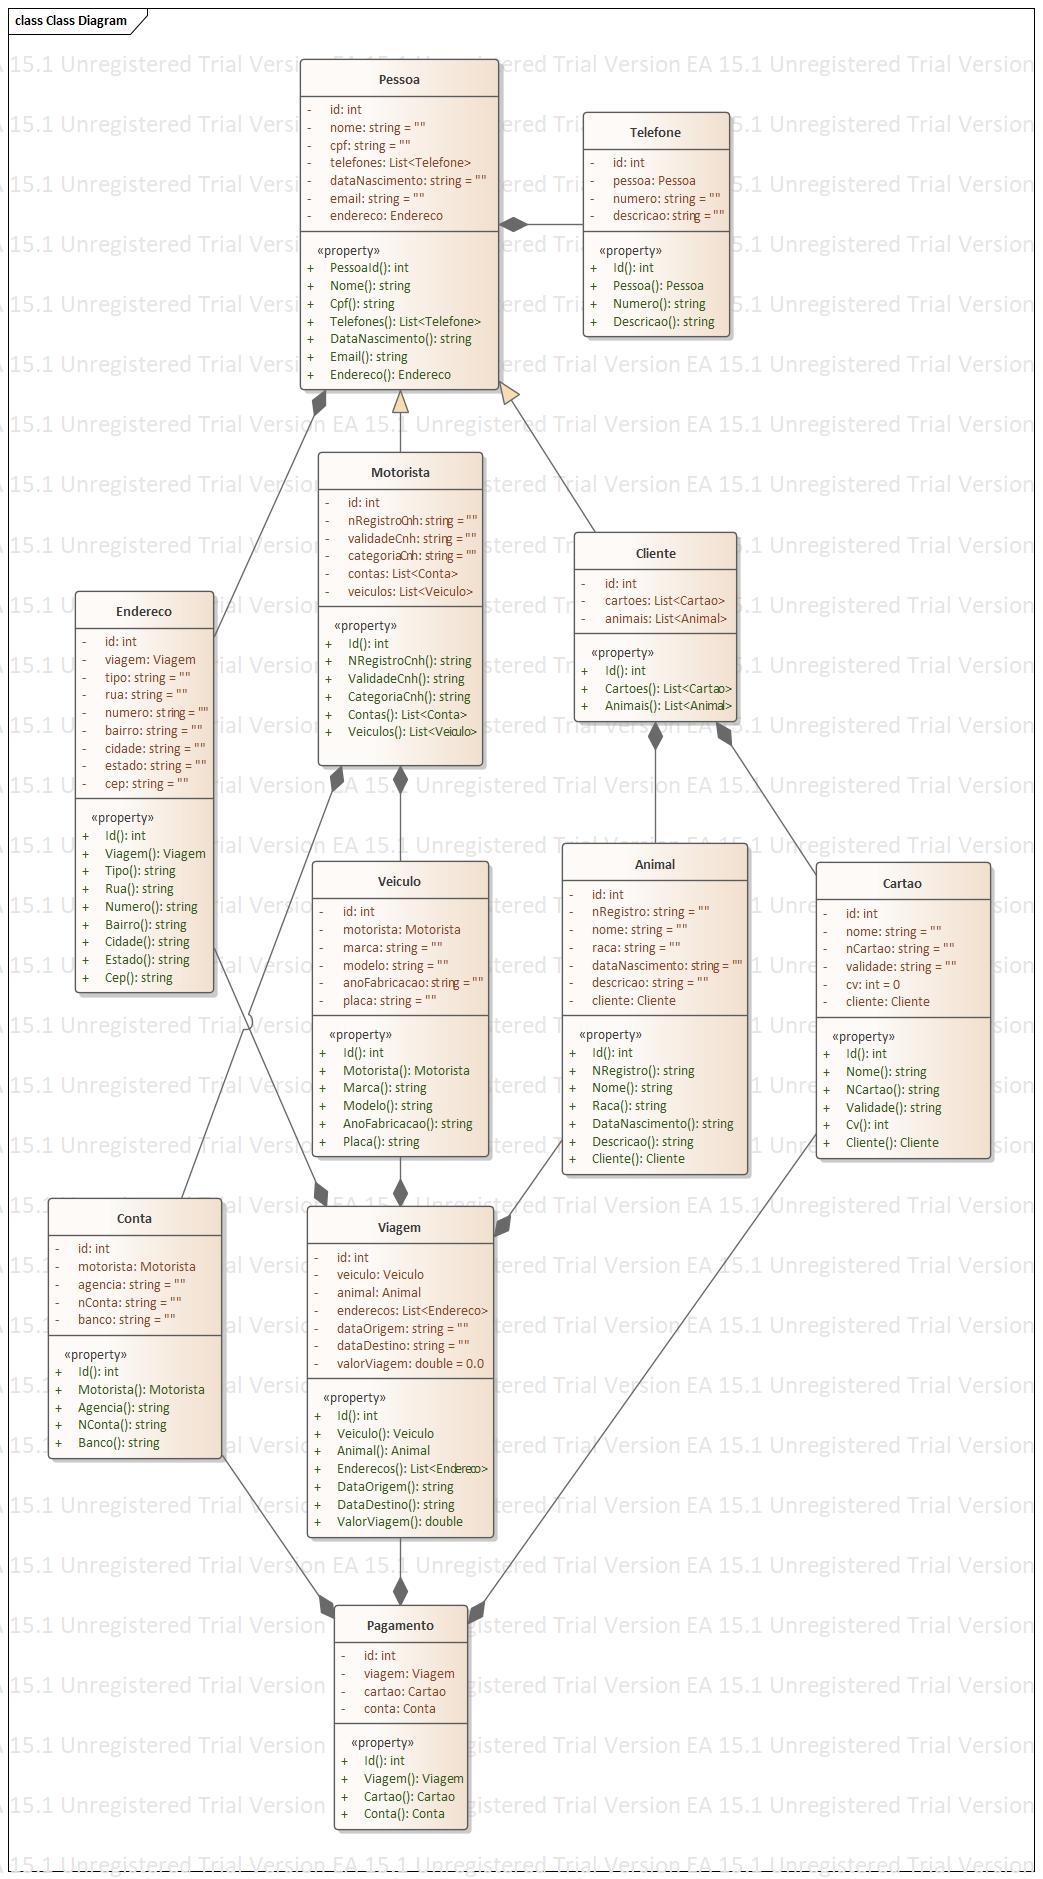 class Class Diagram
Pessoa
- id: int
- nome: string = ""
- cpf: string = ""
- telefones: List<Telefone>
- dataNascimento: string = ""
- email: string = ""
- endereco: Endereco
«property»
+ PessoaId(): int
+ Nome(): string
+ Cpf(): string
+ Telefones(): List<Telefone>
+ DataNascimento(): string
+ Email(): string
+ Endereco(): Endereco
Telefone
- id: int
- pessoa: Pessoa
- numero: string = ""
- descricao: string = ""
«property»
+ Id(): int
+ Pessoa(): Pessoa
+ Numero(): string
+ Descricao(): string
Motorista
- id: int
- nRegistroCnh: string = ""
- validadeCnh: string = ""
- categoriaCnh: string = ""
- contas: List<Conta>
- veiculos: List<Veiculo>
«property»
+ Id(): int
+ NRegistroCnh(): string
+ ValidadeCnh(): string
+ CategoriaCnh(): string
+ Contas(): List<Conta>
+ Veiculos(): List<Veiculo>
Cliente
- id: int
- cartoes: List<Cartao>
- animais: List<Animal>
«property»
+ Id(): int
+ Cartoes(): List<Cartao>
+ Animais(): List<Animal>
Endereco
- id: int
- viagem: Viagem
- tipo: string = ""
- rua: string = ""
- numero: string = ""
- bairro: string = ""
- cidade: string = ""
- estado: string = ""
- cep: string = ""
«property»
+ Id(): int
+ Viagem(): Viagem
+ Tipo(): string
+ Rua(): string
+ Numero(): string
+ Bairro(): string
+ Cidade(): string
+ Estado(): string
+ Cep(): string
Veiculo
- id: int
- motorista: Motorista
- marca: string = ""
- modelo: string = ""
- anoFabricacao: string = ""
- placa: string = ""
«property»
+ Id(): int
+ Motorista(): Motorista
+ Marca(): string
+ Modelo(): string
+ AnoFabricacao(): string
+ Placa(): string
Animal
- id: int
- nRegistro: string = ""
- nome: string = ""
- raca: string = ""
- dataNascimento: string = ""
- descricao: string = ""
- cliente: Cliente
«property»
+ Id(): int
+ NRegistro(): string
+ Nome(): string
+ Raca(): string
+ DataNascimento(): string
+ Descricao(): string
+ Cliente(): Cliente
Cartao
- id: int
- nome: string = ""
- nCartao: string = ""
- validade: string = ""
- cv: int = 0
- cliente: Cliente
«property»
+ Id(): int
+ Nome(): string
+ NCartao(): string
+ Validade(): string
+ Cv(): int
+ Cliente(): Cliente
Conta
- id: int
- motorista: Motorista
- agencia: string = ""
- nConta: string = ""
- banco: string = ""
«property»
+ Id(): int
+ Motorista(): Motorista
+ Agencia(): string
+ NConta(): string
+ Banco(): string
Viagem
- id: int
- veiculo: Veiculo
- animal: Animal
- enderecos: List<Endereco>
- dataOrigem: string = ""
- dataDestino: string = ""
- valorViagem: double = 0.0
«property»
+ Id(): int
+ Veiculo(): Veiculo
+ Animal(): Animal
+ Enderecos(): List<Endereco>
+ DataOrigem(): string
+ DataDestino(): string
+ ValorViagem(): double
Pagamento
- id: int
- viagem: Viagem
- cartao: Cartao
- conta: Conta
«property»
+ Id(): int
+ Viagem(): Viagem
+ Cartao(): Cartao
+ Conta(): Conta
EA 15.1 Unregistered Trial Version